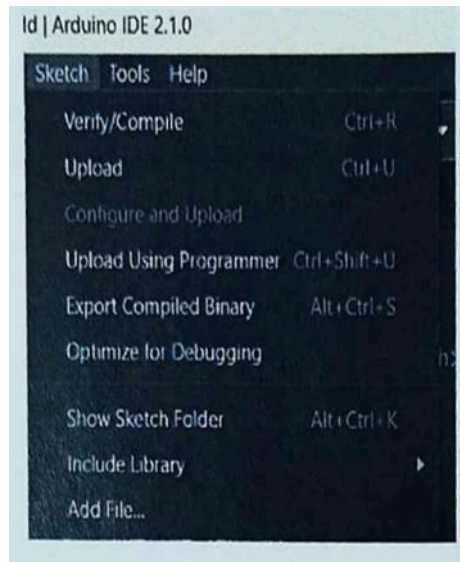 ld | Arduino IDE 2.1.0
Sketch Tools Help
Verify/Compile Ctrl+R
Upload Ctrl+U
Configure and Upload
Upload Using Programmer Ctrl+Shift+U
Export Compiled Binary Alt+Ctrl+S
Optimize for Debugging
Show Sketch Folder Alt+Ctrl+K
Include Library
Add File...